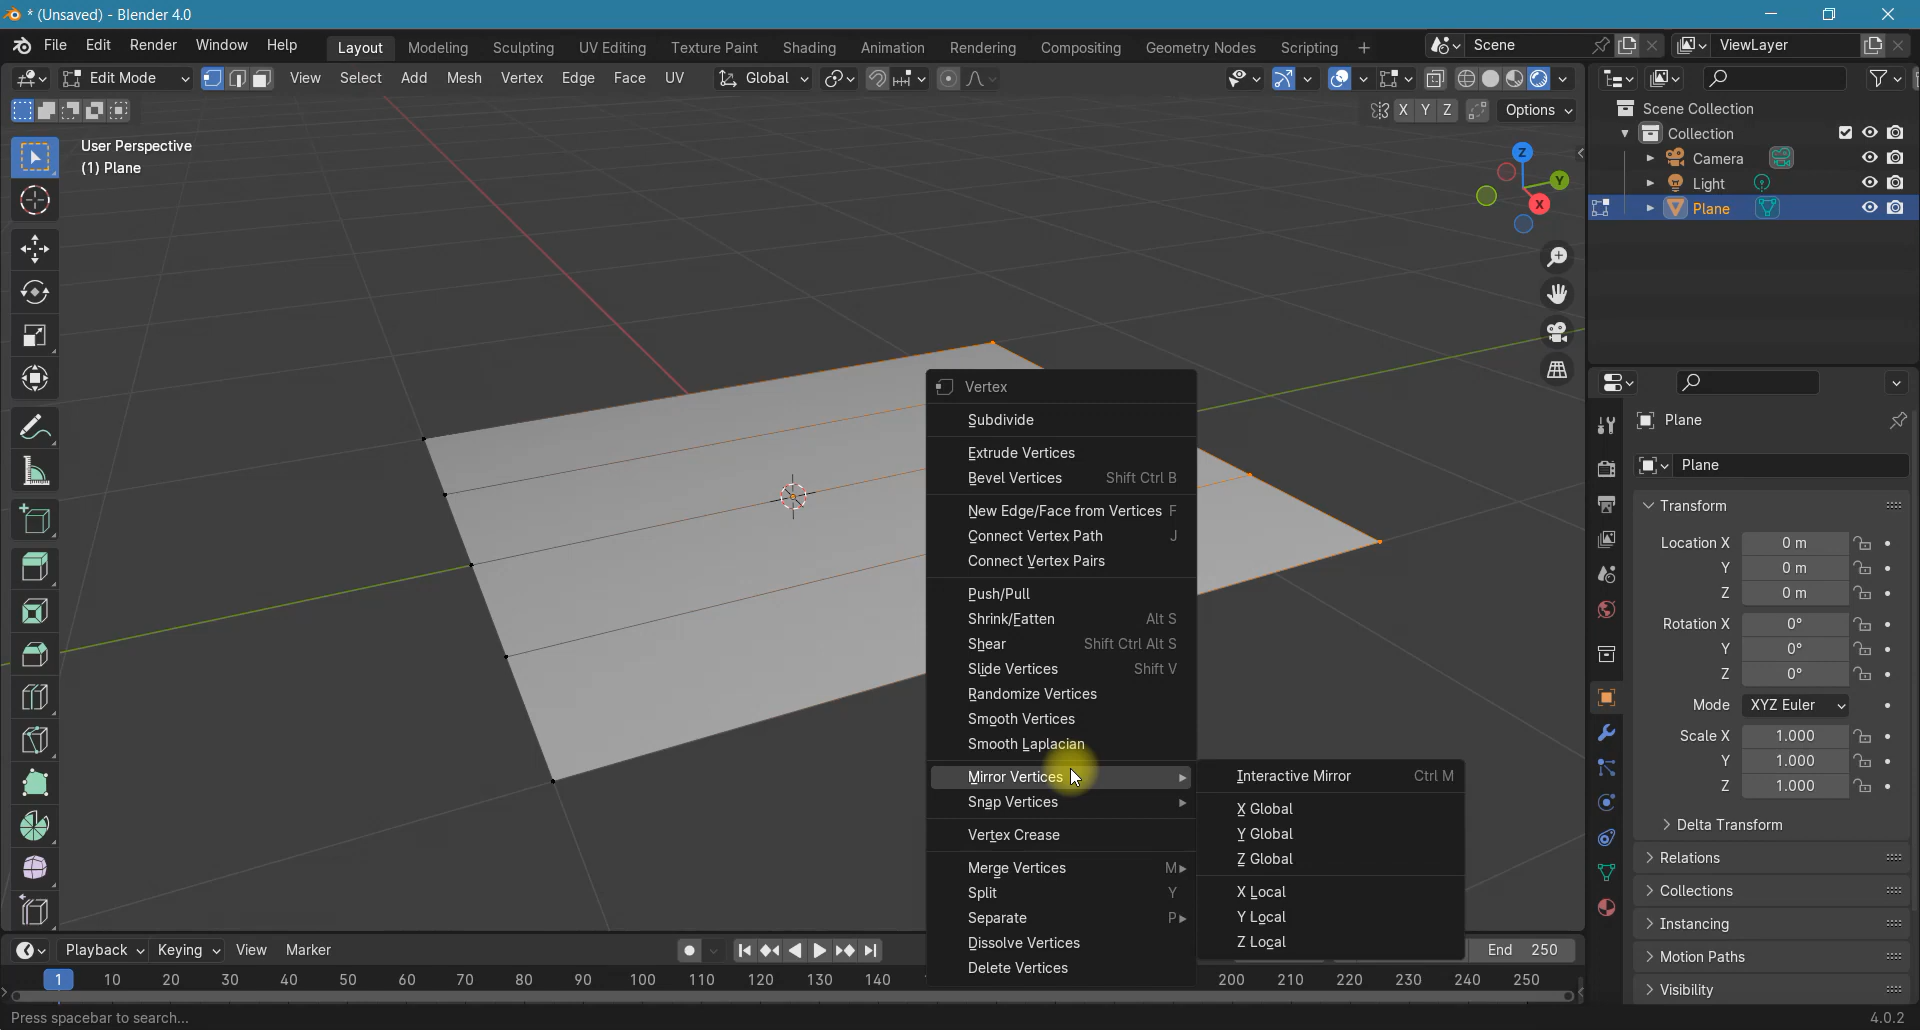 * (Unsaved) - Blender 4.0
File Edit Render Window Help Layout Modeling Sculpting UV Editing Texture Paint Shading Animation Rendering Compositing Geometry Nodes Scripting + Scene ViewLayer
Edit Mode View Select Add Mesh Vertex Edge Face UV Global
X Y Z Options
User Perspective
(1) Plane
Z
Y
X
Scene Collection
Collection
Camera
Light
Plane
Vertex
Subdivide
Extrude Vertices
Bevel Vertices Shift Ctrl B
New Edge/Face from Vertices F
Connect Vertex Path J
Connect Vertex Pairs
Push/Pull
Shrink/Fatten Alt S
Shear Shift Ctrl Alt S
Slide Vertices Shift V
Randomize Vertices
Smooth Vertices
Smooth Laplacian
Mirror Vertices
Snap Vertices
Vertex Crease
Merge Vertices M
Split Y
Separate P
Dissolve Vertices
Delete Vertices
Interactive Mirror Ctrl M
X Global
Y Global
Z Global
X Local
Y Local
Z Local
Plane
Plane
Transform
Location X 0 m
Y 0 m
Z 0 m
Rotation X 0°
Y 0°
Z 0°
Mode XYZ Euler
Scale X 1.000
Y 1.000
Z 1.000
Delta Transform
Relations
Collections
Instancing
Motion Paths
Visibility
Playback Keying View Marker End 250
1 10 20 30 40 50 60 70 80 90 100 110 120 130 140 200 210 220 230 240 250
Press spacebar to search... 4.0.2